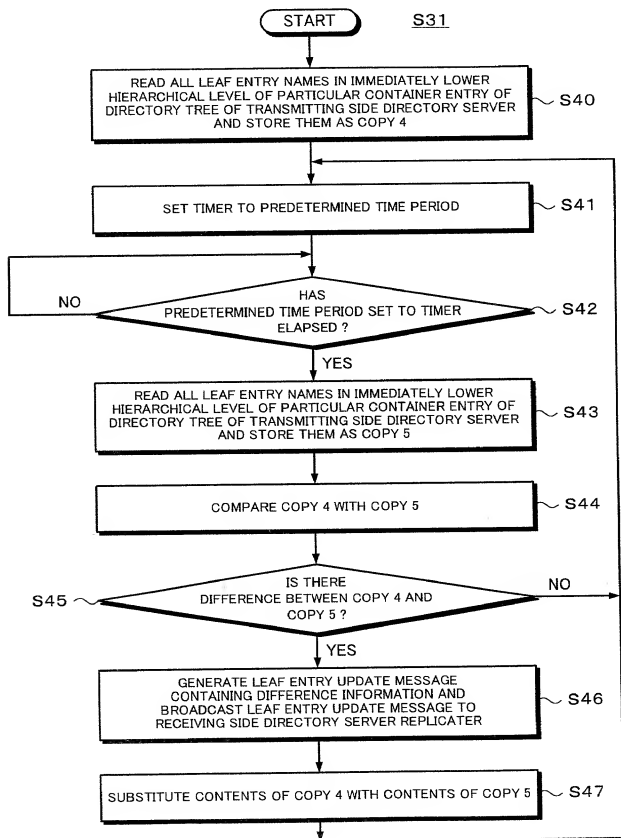 START
S31
READ ALL LEAF ENTRY NAMES IN IMMEDIATELY LOWER
HIERARCHICAL LEVEL OF PARTICULAR CONTAINER ENTRY OF
DIRECTORY TREE OF TRANSMITTING SIDE DIRECTORY SERVER
AND STORE THEM AS COPY 4
S40
SET TIMER TO PREDETERMINED TIME PERIOD
S41
HAS
PREDETERMINED TIME PERIOD SET TO TIMER
ELAPSED ?
S42
NO
YES
READ ALL LEAF ENTRY NAMES IN IMMEDIATELY LOWER
HIERARCHICAL LEVEL OF PARTICULAR CONTAINER ENTRY OF
DIRECTORY TREE OF TRANSMITTING SIDE DIRECTORY SERVER
AND STORE THEM AS COPY 5
S43
COMPARE COPY 4 WITH COPY 5
S44
IS THERE
DIFFERENCE BETWEEN COPY 4 AND
COPY 5 ?
S45
NO
YES
GENERATE LEAF ENTRY UPDATE MESSAGE
CONTAINING DIFFERENCE INFORMATION AND
BROADCAST LEAF ENTRY UPDATE MESSAGE TO
RECEIVING SIDE DIRECTORY SERVER REPLICATER
S46
SUBSTITUTE CONTENTS OF COPY 4 WITH CONTENTS OF COPY 5
S47